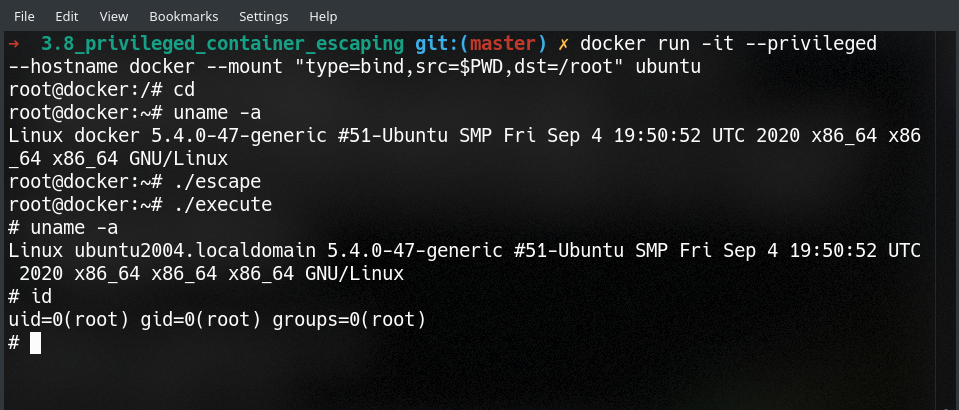 File Edit View Bookmarks Settings Help
➜  3.8_privileged_container_escaping git:(master) ✗ docker run -it --privileged
--hostname docker --mount "type=bind,src=$PWD,dst=/root" ubuntu
root@docker:/# cd
root@docker:~# uname -a
Linux docker 5.4.0-47-generic #51-Ubuntu SMP Fri Sep 4 19:50:52 UTC 2020 x86_64 x86
_64 x86_64 GNU/Linux
root@docker:~# ./escape
root@docker:~# ./execute
# uname -a
Linux ubuntu2004.localdomain 5.4.0-47-generic #51-Ubuntu SMP Fri Sep 4 19:50:52 UTC
 2020 x86_64 x86_64 x86_64 GNU/Linux
# id
uid=0(root) gid=0(root) groups=0(root)
#